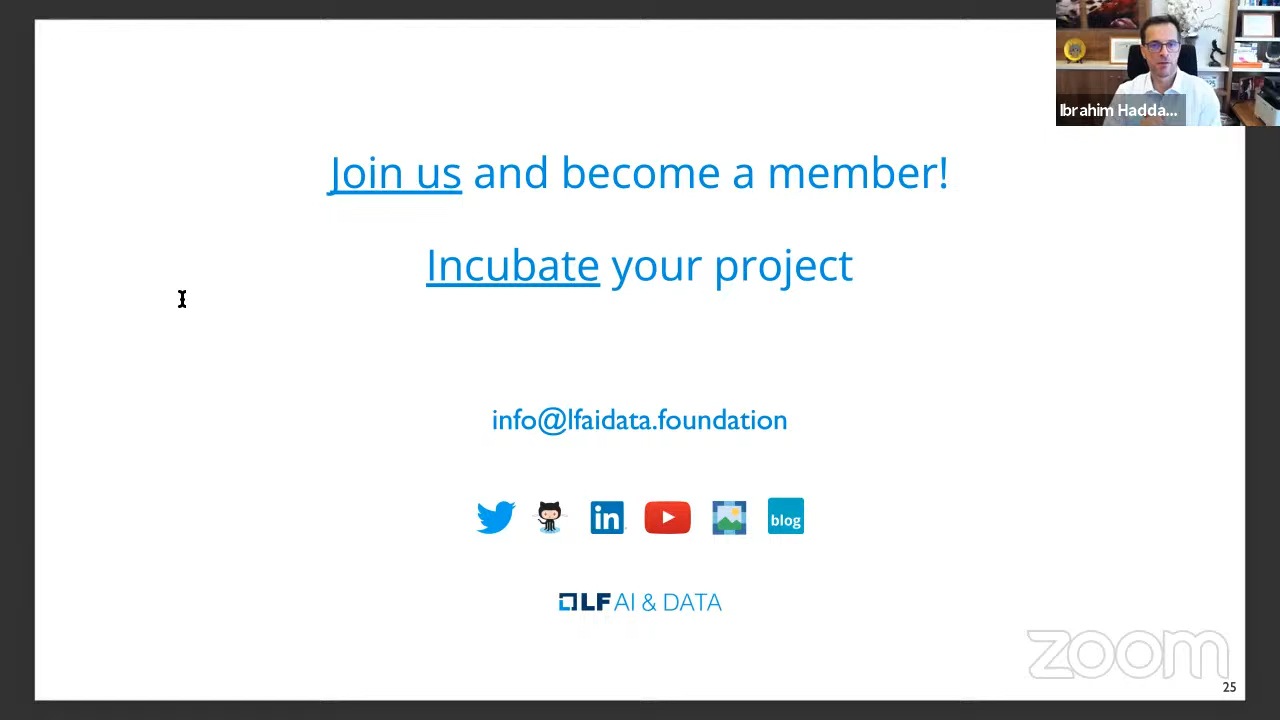 Ibrahim Hadda...
Join us and become a member!
Incubate your project
info@lfaidata.foundation
in
blog
LF AI & DATA
zoom
25